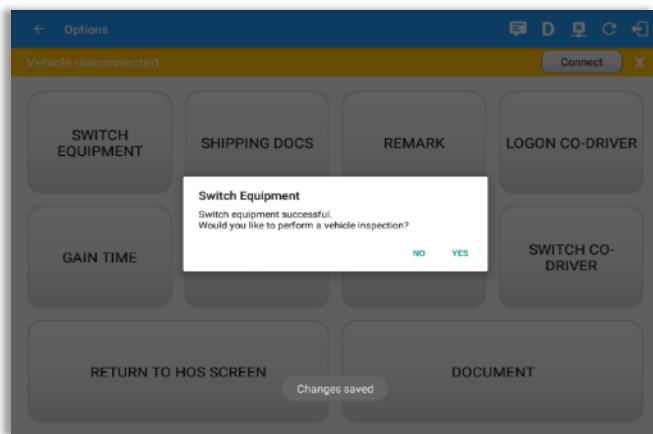 Options
D
Vehicle disconnected
Connect
X
SWITCH
EQUIPMENT
SHIPPING DOCS
REMARK
LOGON CO-DRIVER
Switch Equipment
Switch equipment successful.
Would you like to perform a vehicle inspection?
NO
YES
GAIN TIME
SWITCH CO-
DRIVER
RETURN TO HOS SCREEN
DOCUMENT
Changes saved